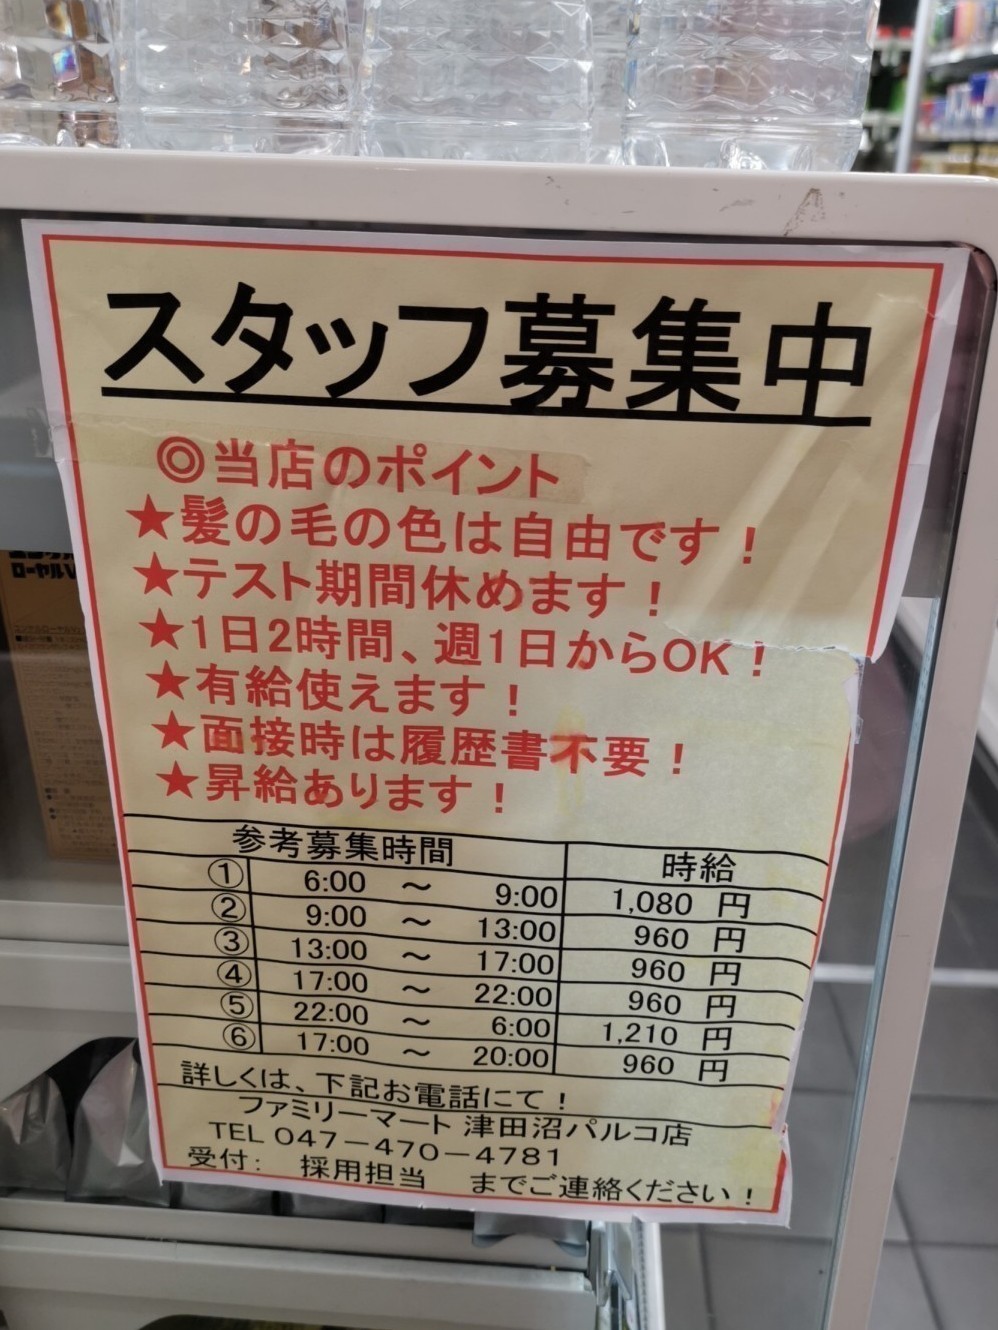 スタッフ募集中
◎当店のポイント
★髪の毛の色は自由です！
★テスト期間休めます！
★1日2時間、週1日からOK！
★有給使えます！
★面接時は履歴書不要！
★昇給あります！
参考募集時間 時給
① 6:00 ～ 9:00 1,080 円
② 9:00 ～ 13:00 960 円
③ 13:00 ～ 17:00 960 円
④ 17:00 ～ 22:00 960 円
⑤ 22:00 ～ 6:00 1,210 円
⑥ 17:00 ～ 20:00 960 円
詳しくは、下記お電話にて！
ファミリーマート 津田沼パルコ店
TEL 047－470－4781
受付： 採用担当 までご連絡ください！
ローヤルV